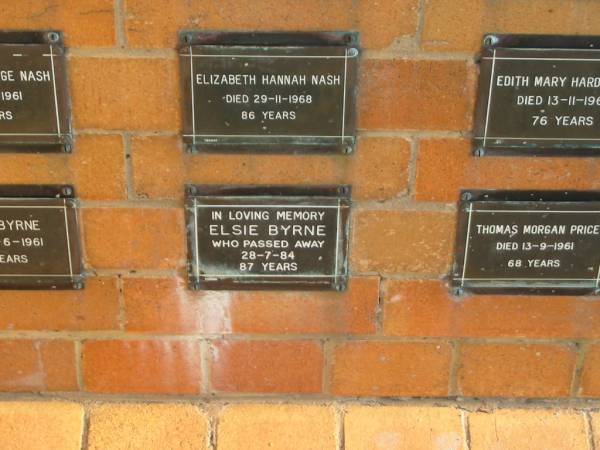 GE NASH
1961
RS
ELIZABETH HANNAH NASH
DIED 29-11-1968
86 YEARS
EDITH MARY HARD
DIED 13-11-196
76 YEARS
BYRNE
-6-1961
EARS
IN LOVING MEMORY
ELSIE BYRNE
WHO PASSED AWAY
28-7-84
87 YEARS
THOMAS MORGAN PRICE
DIED 13-9-1961
68 YEARS